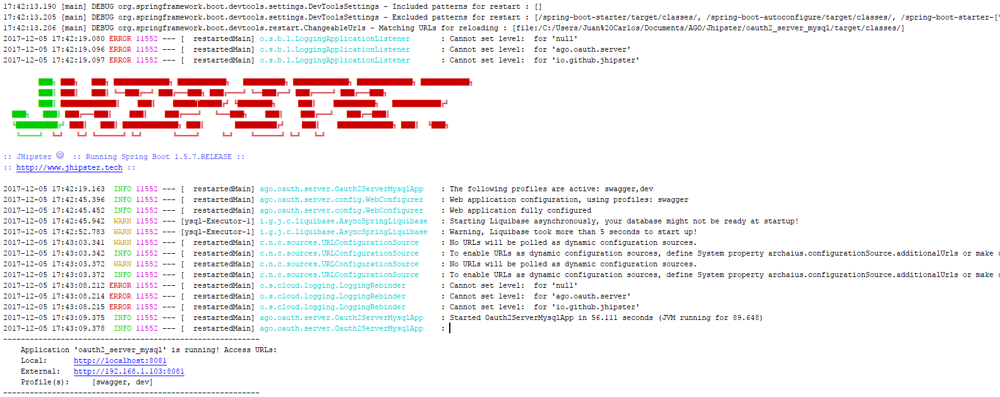 17:42:13.190 [main] DEBUG org.springframework.boot.devtools.settings.DevToolsSettings - Included patterns for restart : []
17:42:13.205 [main] DEBUG org.springframework.boot.devtools.settings.DevToolsSettings - Excluded patterns for restart : [/spring-boot-starter/target/classes/, /spring-boot-autoconfigure/target/classes/, /spring-boot-starter-[\
17:42:13.206 [main] DEBUG org.springframework.boot.devtools.restart.ChangeableUrls - Matching URLs for reloading : [file:/C:/Users/Juan%20Carlos/Documents/AGO/Jhipster/oauth2_server_mysql/target/classes/]
2017-12-05 17:42:19.080 ERROR 11552 --- [  restartedMain] o.s.b.l.LoggingApplicationListener       : Cannot set level:  for 'null'
2017-12-05 17:42:19.096 ERROR 11552 --- [  restartedMain] o.s.b.l.LoggingApplicationListener       : Cannot set level:  for 'ago.oauth.server'
2017-12-05 17:42:19.097 ERROR 11552 --- [  restartedMain] o.s.b.l.LoggingApplicationListener       : Cannot set level:  for 'io.github.jhipster'
:: JHipster 🤓  :: Running Spring Boot 1.5.7.RELEASE ::
:: http://www.jhipster.tech ::
2017-12-05 17:42:19.163  INFO 11552 --- [  restartedMain] ago.oauth.server.Oauth2ServerMysqlApp    : The following profiles are active: swagger,dev
2017-12-05 17:42:45.396  INFO 11552 --- [  restartedMain] ago.oauth.server.config.WebConfigurer    : Web application configuration, using profiles: swagger
2017-12-05 17:42:45.452  INFO 11552 --- [  restartedMain] ago.oauth.server.config.WebConfigurer    : Web application fully configured
2017-12-05 17:42:45.942  WARN 11552 --- [ysql-Executor-1] i.g.j.c.liquibase.AsyncSpringLiquibase   : Starting Liquibase asynchronously, your database might not be ready at startup!
2017-12-05 17:42:52.783  WARN 11552 --- [ysql-Executor-1] i.g.j.c.liquibase.AsyncSpringLiquibase   : Warning, Liquibase took more than 5 seconds to start up!
2017-12-05 17:43:03.341  WARN 11552 --- [  restartedMain] c.n.c.sources.URLConfigurationSource     : No URLs will be polled as dynamic configuration sources.
2017-12-05 17:43:03.342  INFO 11552 --- [  restartedMain] c.n.c.sources.URLConfigurationSource     : To enable URLs as dynamic configuration sources, define System property archaius.configurationSource.additionalUrls or make
2017-12-05 17:43:03.372  WARN 11552 --- [  restartedMain] c.n.c.sources.URLConfigurationSource     : No URLs will be polled as dynamic configuration sources.
2017-12-05 17:43:03.372  INFO 11552 --- [  restartedMain] c.n.c.sources.URLConfigurationSource     : To enable URLs as dynamic configuration sources, define System property archaius.configurationSource.additionalUrls or make
2017-12-05 17:43:08.212 ERROR 11552 --- [  restartedMain] o.s.cloud.logging.LoggingRebinder        : Cannot set level:  for 'null'
2017-12-05 17:43:08.214 ERROR 11552 --- [  restartedMain] o.s.cloud.logging.LoggingRebinder        : Cannot set level:  for 'ago.oauth.server'
2017-12-05 17:43:08.215 ERROR 11552 --- [  restartedMain] o.s.cloud.logging.LoggingRebinder        : Cannot set level:  for 'io.github.jhipster'
2017-12-05 17:43:09.375  INFO 11552 --- [  restartedMain] ago.oauth.server.Oauth2ServerMysqlApp    : Started Oauth2ServerMysqlApp in 56.111 seconds (JVM running for 89.648)
2017-12-05 17:43:09.378  INFO 11552 --- [  restartedMain] ago.oauth.server.Oauth2ServerMysqlApp    :
----------------------------------------------------------
    Application 'oauth2_server_mysql' is running! Access URLs:
    Local:      http://localhost:8081
    External:   http://192.168.1.103:8081
    Profile(s):     [swagger, dev]
----------------------------------------------------------